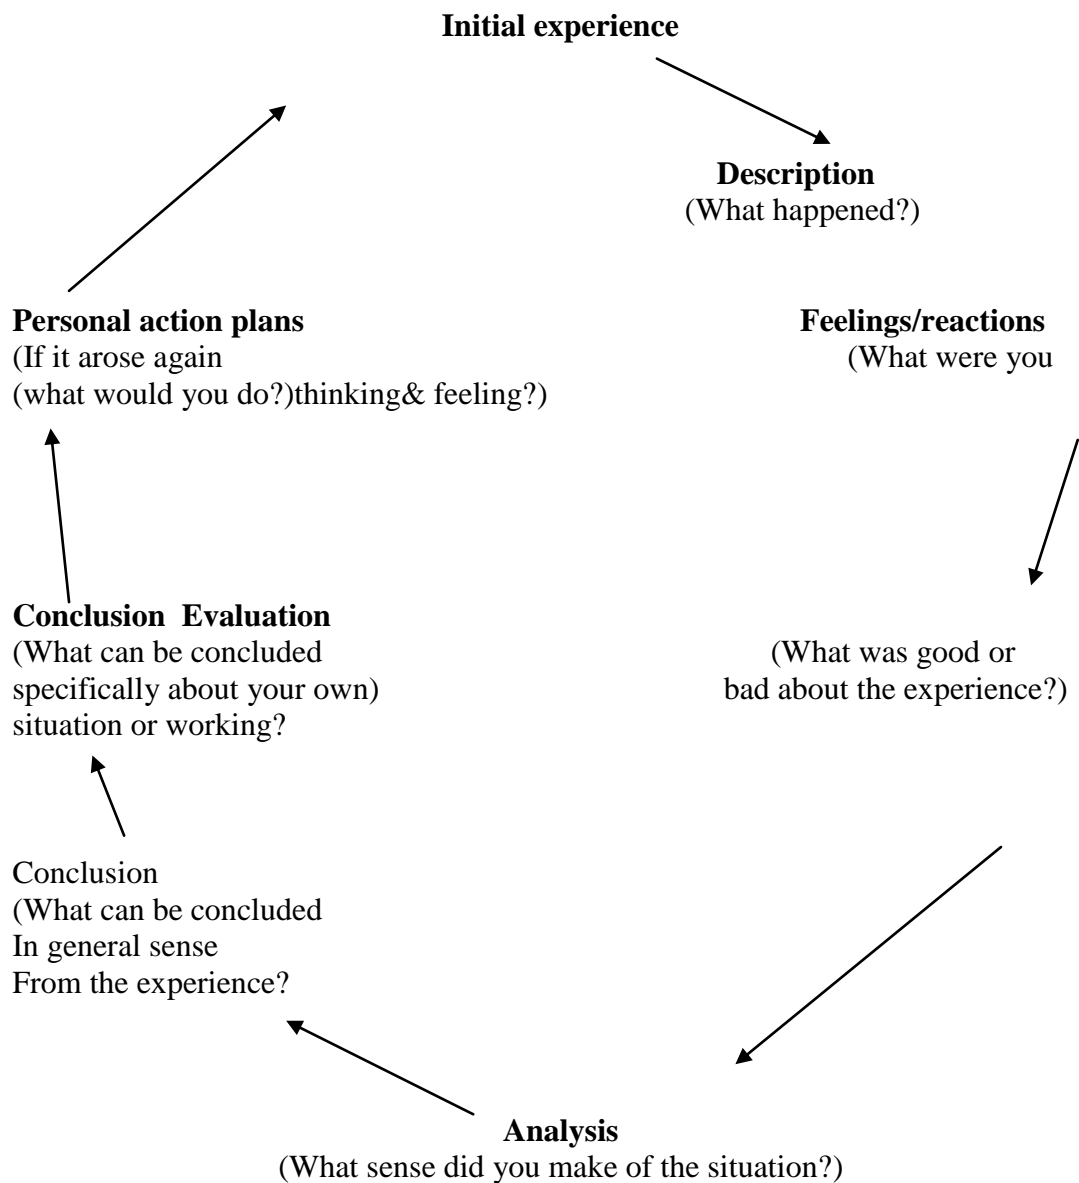 Initial experience
Description
(What happened?)
Personal action plans
(If it arose again
(what would you do?)thinking& feeling?)
Feelings/reactions
(What were you
Conclusion  Evaluation
(What can be concluded
specifically about your own)
situation or working?
(What was good or
bad about the experience?)
Conclusion
(What can be concluded
In general sense
From the experience?
Analysis
(What sense did you make of the situation?)